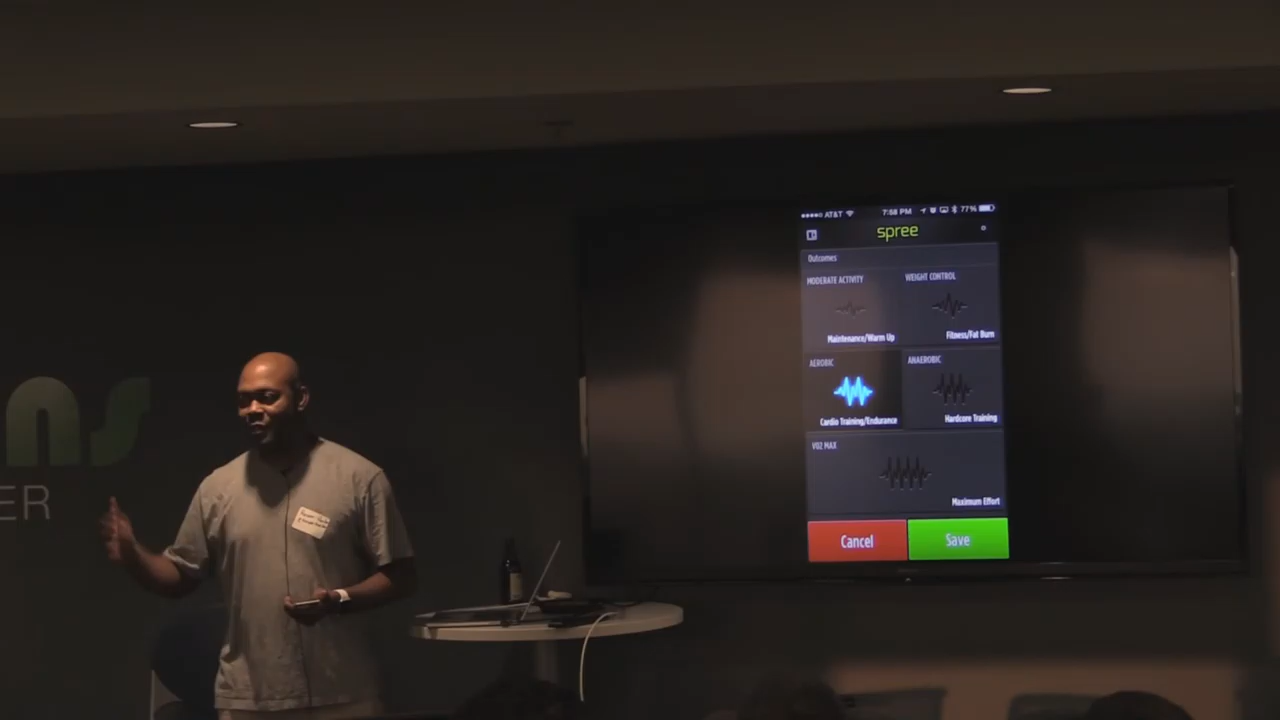 AT&T 7:58 PM 77%
spree
Outcomes
MODERATE ACTIVITY
Maintenance/Warm Up
WEIGHT CONTROL
Fitness/Fat Burn
AEROBIC
Cardio Training/Endurance
ANAEROBIC
Hardcore Training
VO2 MAX
Maximum Effort
Cancel
Save
ns
ER